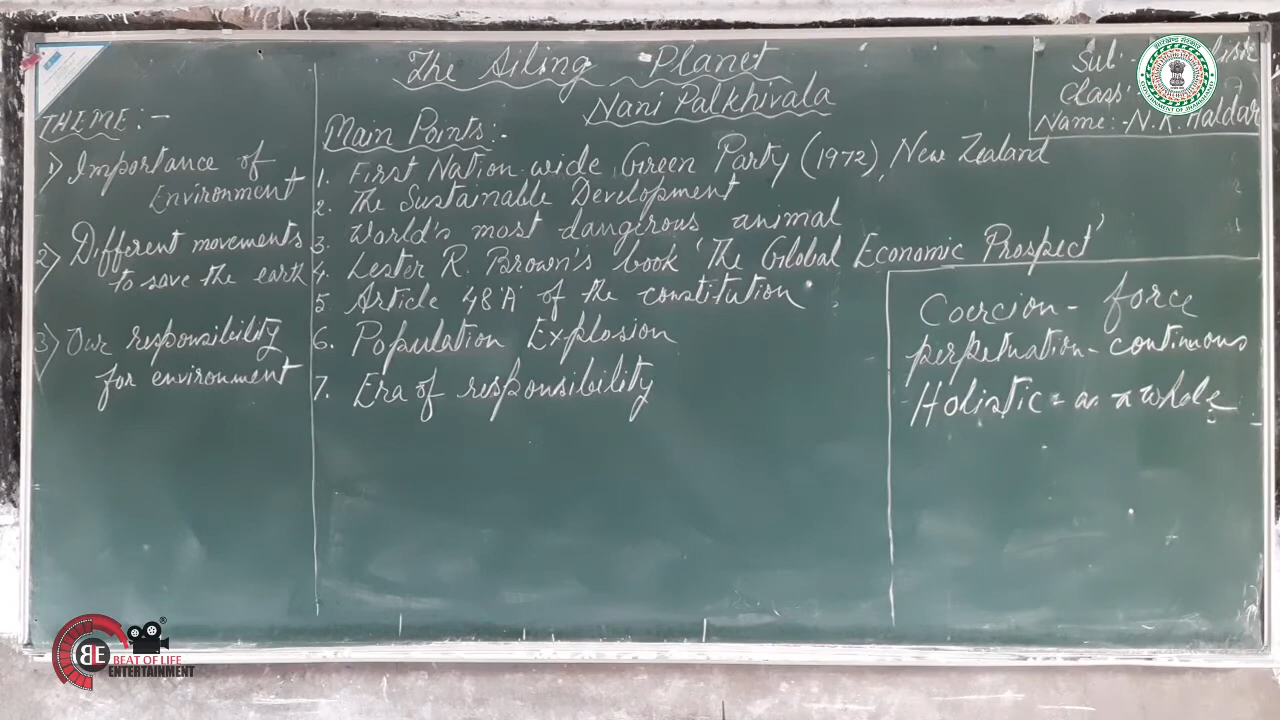 The Ailing Planet
Nani Palkhivala
Sub:-
Class:
Name:- N.K. Haldar
THEME:-
1) Importance of
Environment
2) Different movements
to save the earth
3) Our responsibility
for environment
Main Points:-
1. First Nation-wide Green Party (1972), New Zealand
2. The Sustainable Development
3. World's most dangerous animal
4. Lester R. Brown's book 'The Global Economic Prospect'
5. Article 48'A' of the constitution
6. Population Explosion
7. Era of responsibility
Coercion - force
perpetuation - continuous
Holistic = as a whole
BLE
BEAT OF LIFE
ENTERTAINMENT